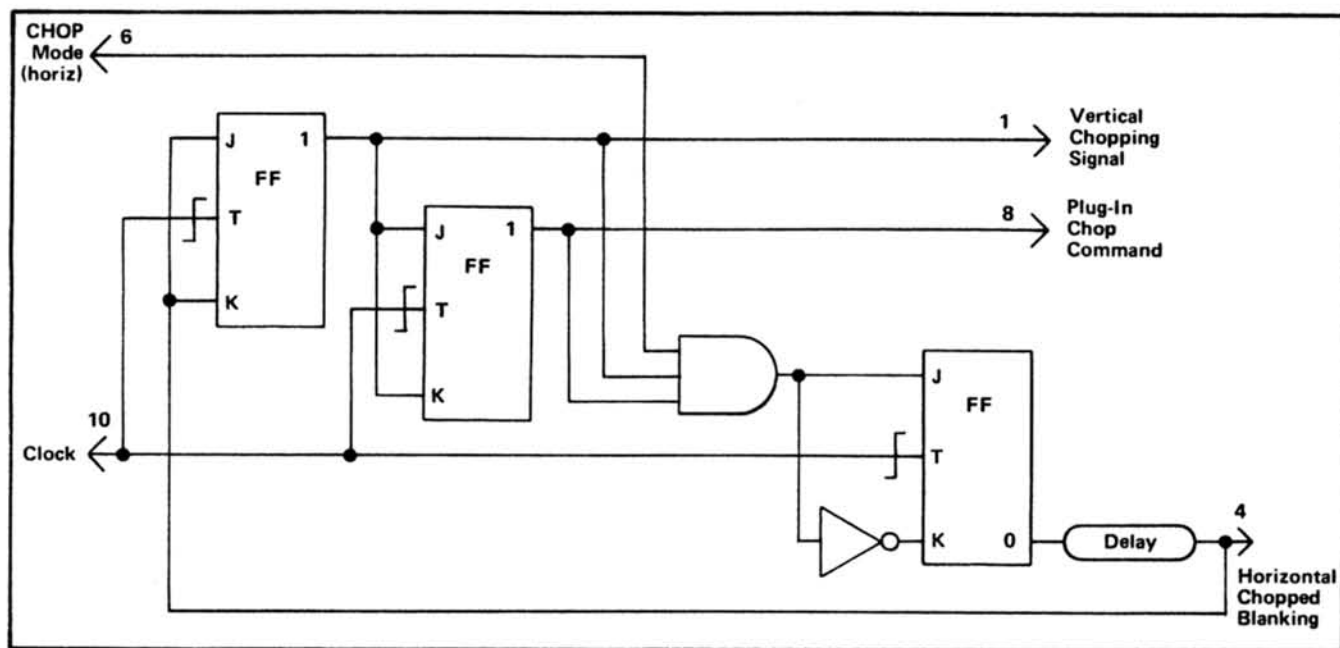 CHOP
Mode
(horiz)
6
J
1
FF
T
K
1
Vertical
Chopping
Signal
J
1
FF
T
K
8
Plug-In
Chop
Command
10
Clock
J
FF
T
K
0
Delay
4
Horizontal
Chopped
Blanking